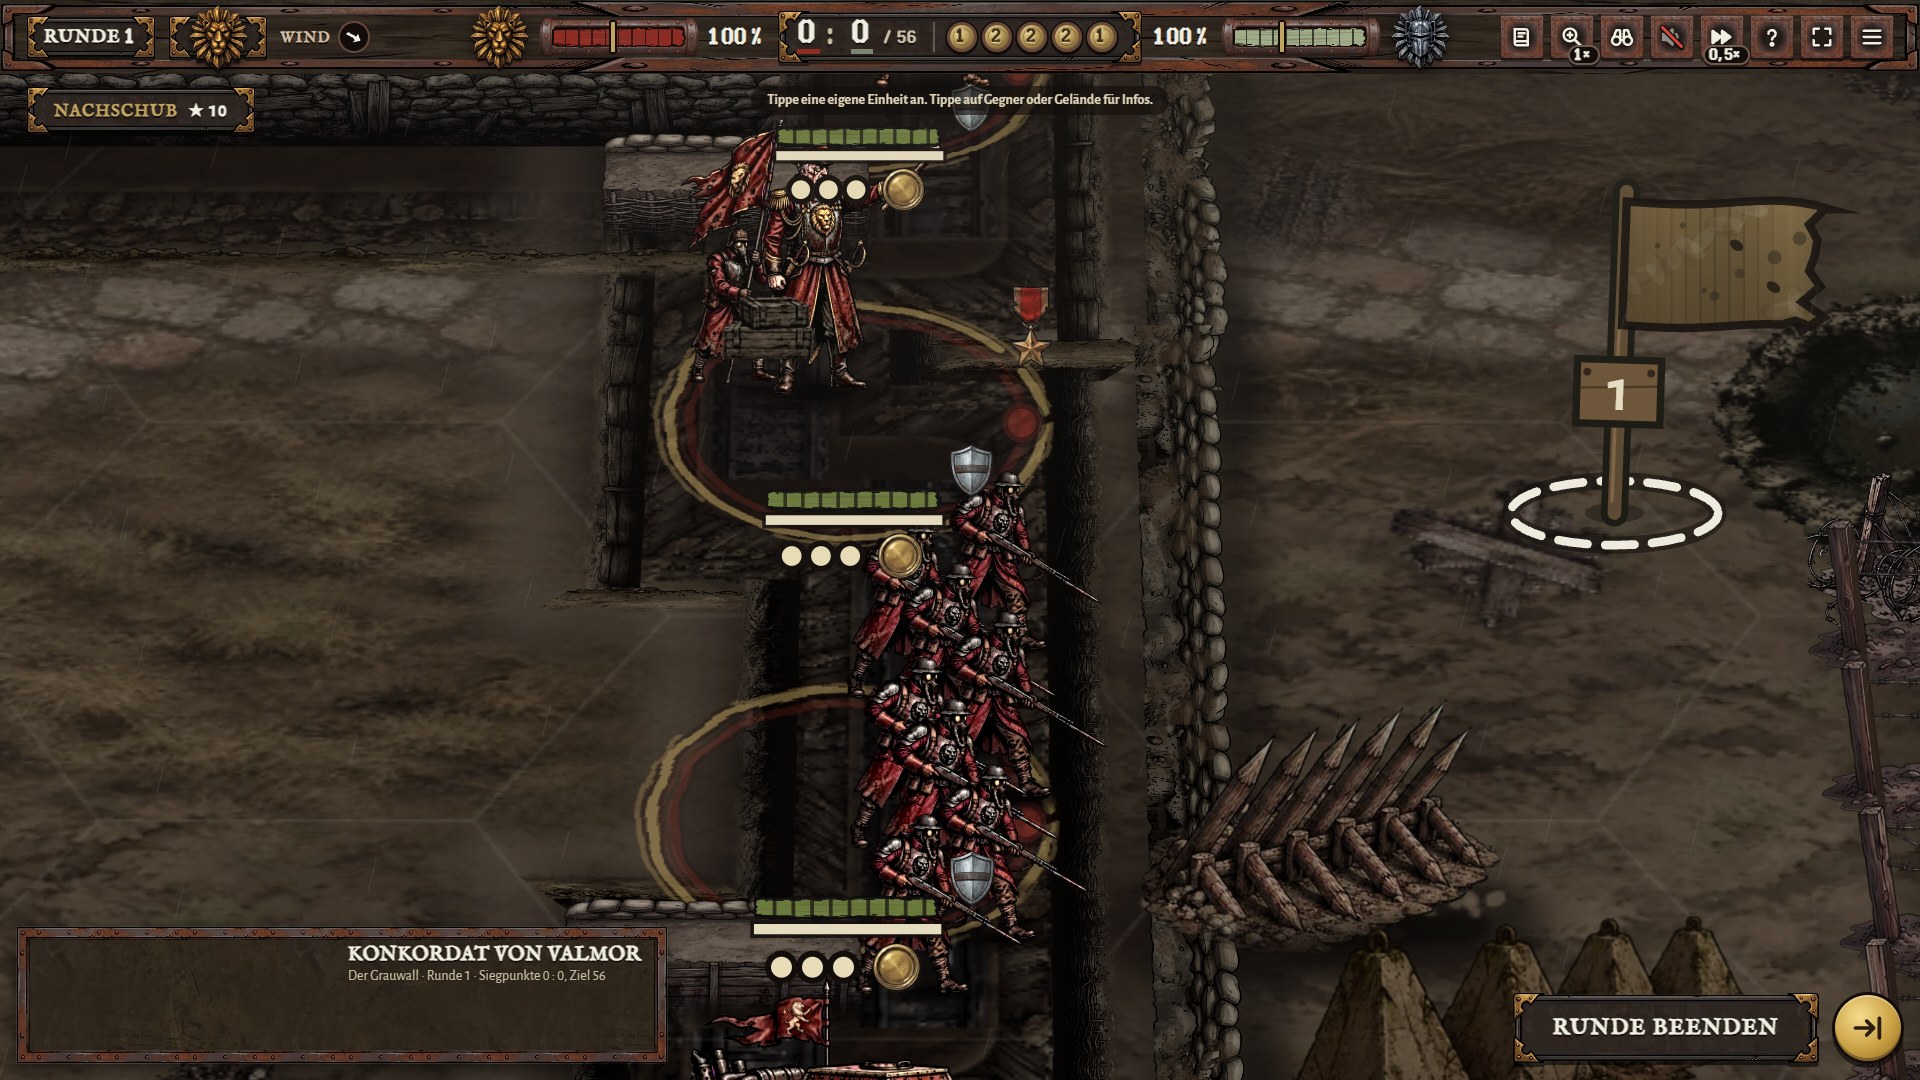 RUNDE 1
WIND
100%
0 : 0 / 56
1 2 2 2 1
100%
1×
0,5×
?
NACHSCHUB ★ 10
Tippe eine eigene Einheit an. Tippe auf Gegner oder Gelände für Infos.
1
KONKORDAT VON VALMOR
Der Grauwall · Runde 1 · Siegpunkte 0 : 0, Ziel 56
RUNDE BEENDEN